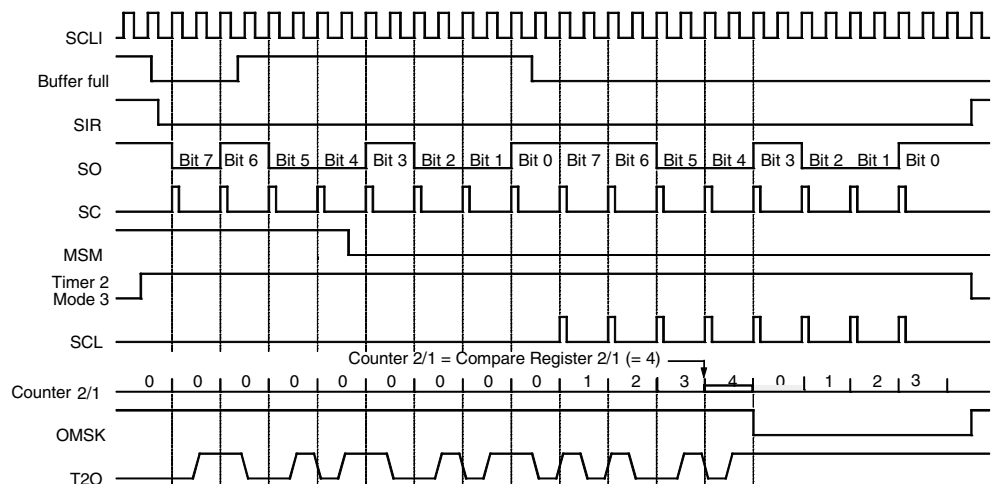 SCLI
Buffer full
SIR
SO
Bit 7 Bit 6 Bit 5 Bit 4 Bit 3 Bit 2 Bit 1 Bit 0 Bit 7 Bit 6 Bit 5 Bit 4 Bit 3 Bit 2 Bit 1 Bit 0
SC
MSM
Timer 2
Mode 3
SCL
Counter 2/1 = Compare Register 2/1 (= 4)
Counter 2/1
0 0 0 0 0 0 0 0 0 1 2 3 4 0 1 2 3
OMSK
T2O